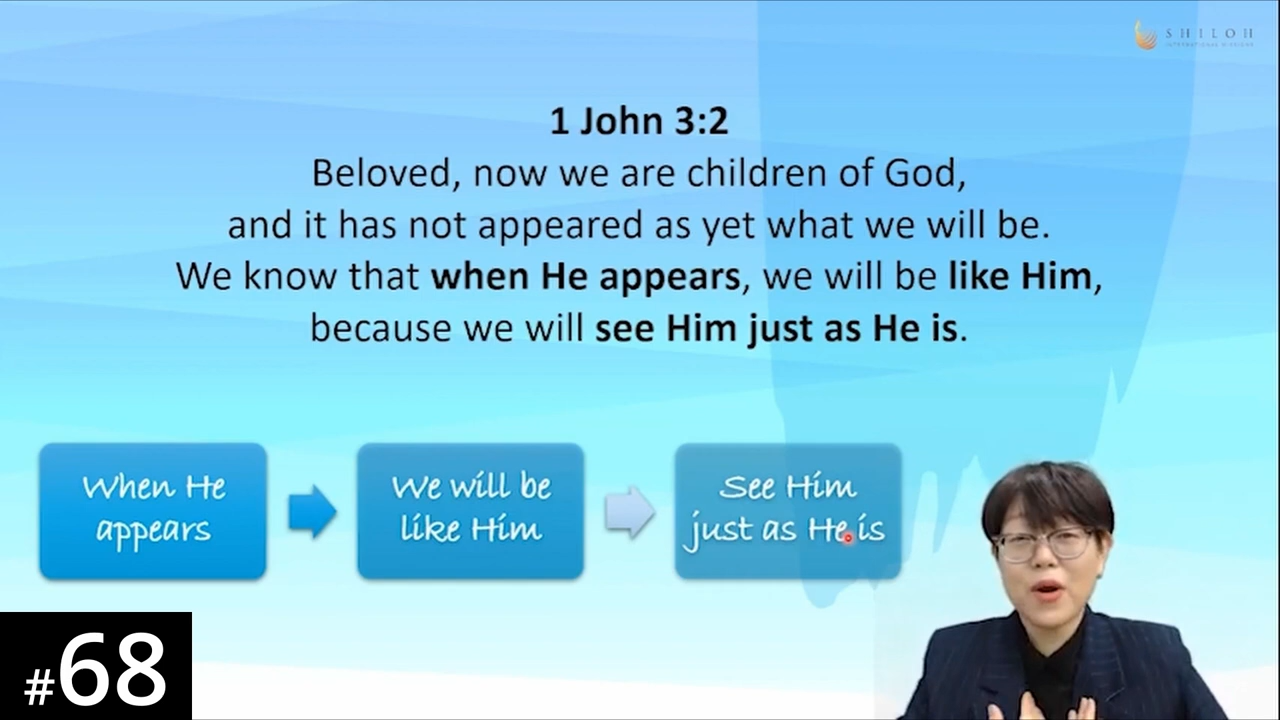 SHILOH
INTERNATIONAL MISSIONS
1 John 3:2
Beloved, now we are children of God,
and it has not appeared as yet what we will be.
We know that when He appears, we will be like Him,
because we will see Him just as He is.
When He
appears
We will be
like Him
See Him
just as He is
#68